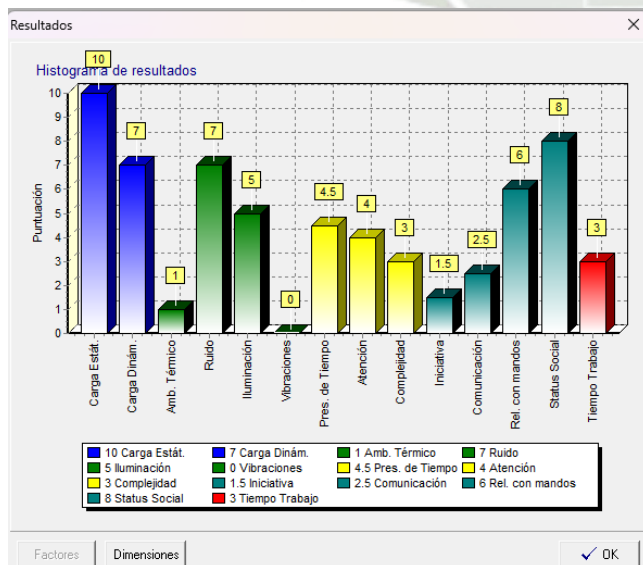 Resultados
Histograma de resultados
Puntuación
10
9
8
7
6
5
4
3
2
1
0
10
7
1
7
5
0
4.5
4
3
1.5
2.5
6
8
3
Carga Estát.
Carga Dinám.
Amb. Térmico
Ruido
Iluminación
Vibraciones
Pres. de Tiempo
Atención
Complejidad
Iniciativa
Comunicación
Rel. con mandos
Status Social
Tiempo Trabajo
10 Carga Estát. 7 Carga Dinám. 1 Amb. Térmico 7 Ruido
5 Iluminación 0 Vibraciones 4.5 Pres. de Tiempo 4 Atención
3 Complejidad 1.5 Iniciativa 2.5 Comunicación 6 Rel. con mandos
8 Status Social 3 Tiempo Trabajo
Factores Dimensiones OK